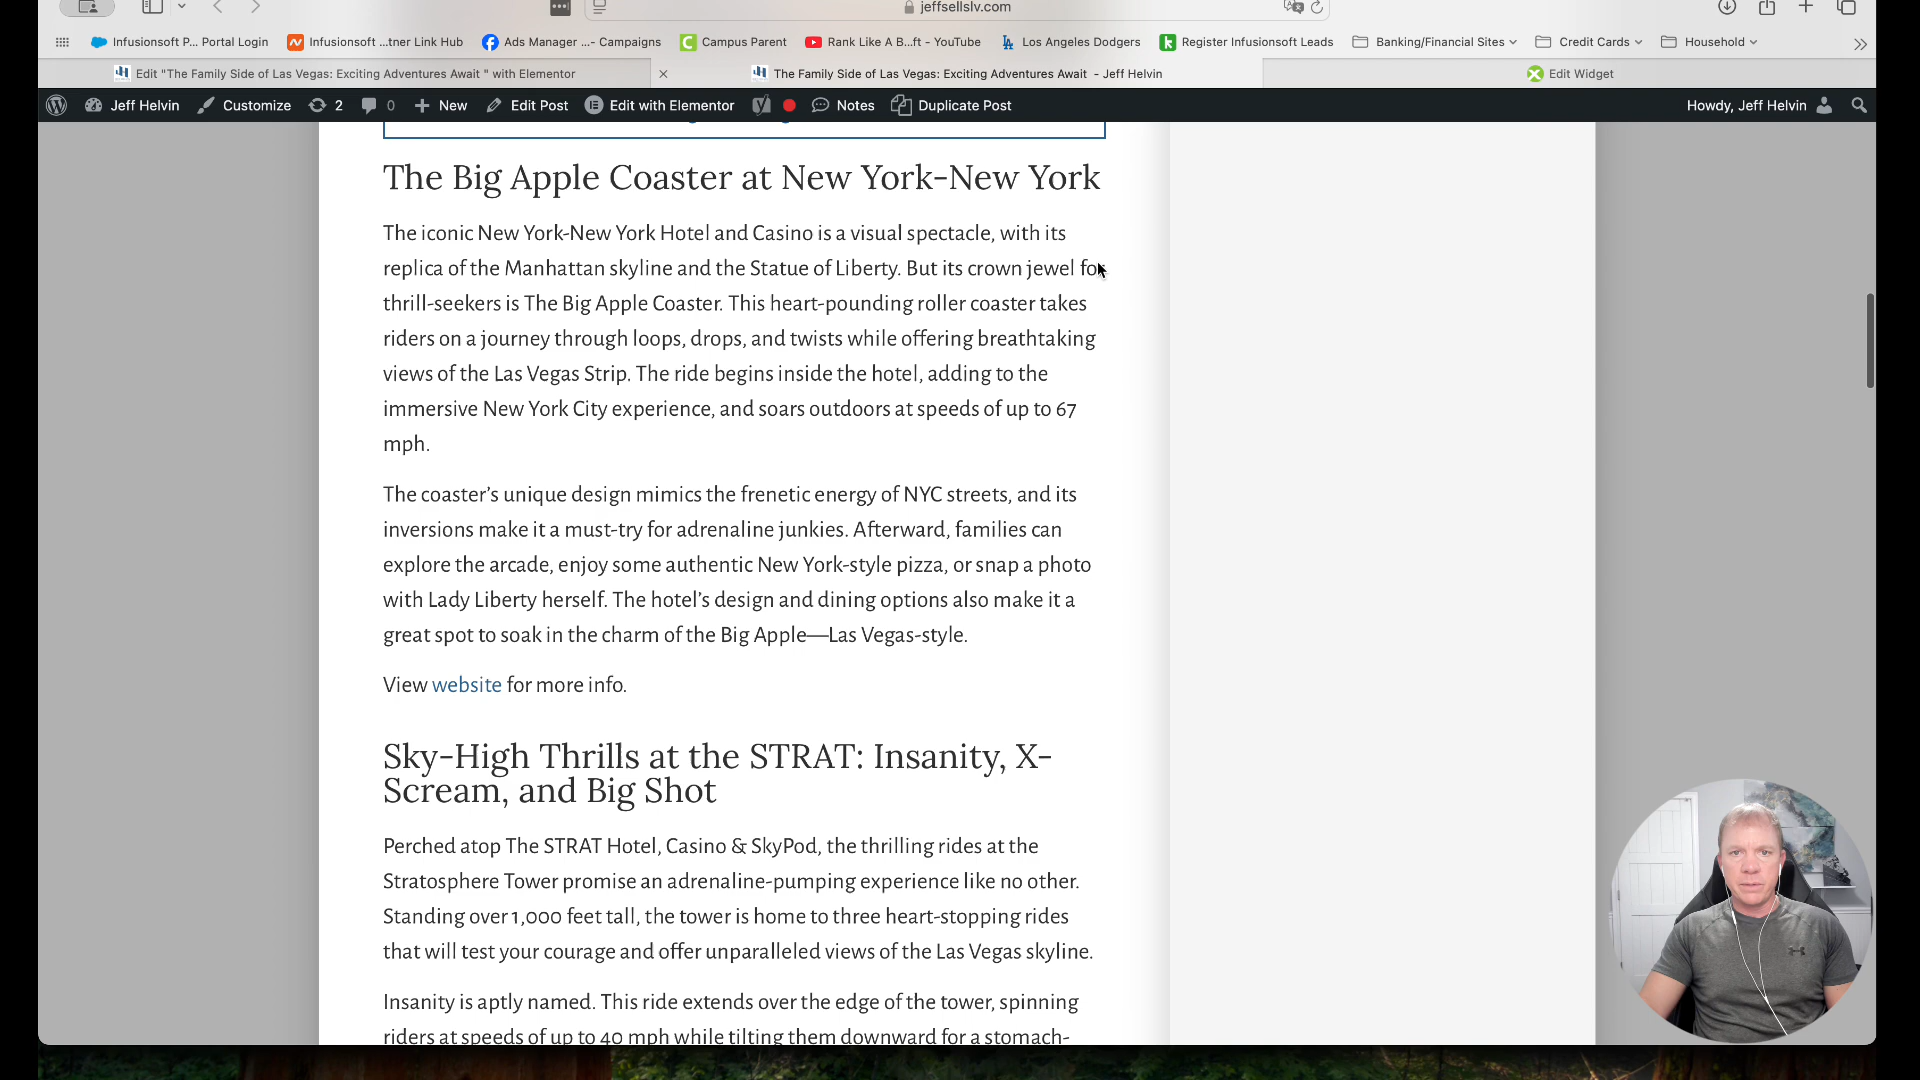 jeffsellslv.com
Infusionsoft P... Portal Login
Infusionsoft ...tner Link Hub
Ads Manager ...- Campaigns
Campus Parent
Rank Like A B...ft - YouTube
Los Angeles Dodgers
Register Infusionsoft Leads
Banking/Financial Sites
Credit Cards
Household
Edit "The Family Side of Las Vegas: Exciting Adventures Await " with Elementor
The Family Side of Las Vegas: Exciting Adventures Await - Jeff Helvin
Edit Widget
Jeff Helvin
Customize
2
0
New
Edit Post
Edit with Elementor
Notes
Duplicate Post
Howdy, Jeff Helvin
The Big Apple Coaster at New York-New York
The iconic New York-New York Hotel and Casino is a visual spectacle, with its
replica of the Manhattan skyline and the Statue of Liberty. But its crown jewel fo
thrill-seekers is The Big Apple Coaster. This heart-pounding roller coaster takes
riders on a journey through loops, drops, and twists while offering breathtaking
views of the Las Vegas Strip. The ride begins inside the hotel, adding to the
immersive New York City experience, and soars outdoors at speeds of up to 67
mph.
The coaster’s unique design mimics the frenetic energy of NYC streets, and its
inversions make it a must-try for adrenaline junkies. Afterward, families can
explore the arcade, enjoy some authentic New York-style pizza, or snap a photo
with Lady Liberty herself. The hotel’s design and dining options also make it a
great spot to soak in the charm of the Big Apple—Las Vegas-style.
View website for more info.
Sky-High Thrills at the STRAT: Insanity, X-
Scream, and Big Shot
Perched atop The STRAT Hotel, Casino & SkyPod, the thrilling rides at the
Stratosphere Tower promise an adrenaline-pumping experience like no other.
Standing over 1,000 feet tall, the tower is home to three heart-stopping rides
that will test your courage and offer unparalleled views of the Las Vegas skyline.
Insanity is aptly named. This ride extends over the edge of the tower, spinning
riders at speeds of up to 40 mph while tilting them downward for a stomach-